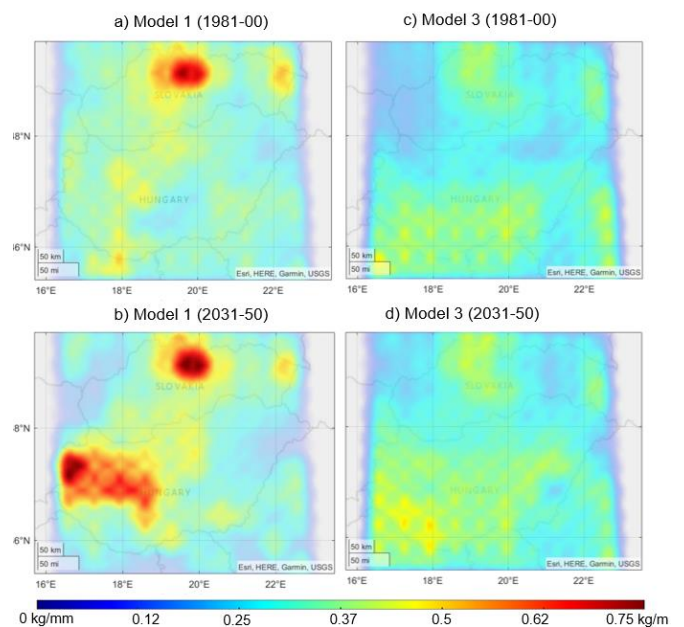 a) Model 1 (1981-00)
c) Model 3 (1981-00)
SLOVAKIA
HUNGARY
8°N
6°N
50 km
50 mi
Esri, HERE, Garmin, USGS
16°E 18°E 20°E 22°E
SLOVAKIA
HUNGARY
50 km
50 mi
Esri, HERE, Garmin, USGS
16°E 18°E 20°E 22°E
b) Model 1 (2031-50)
d) Model 3 (2031-50)
SLOVAKIA
HUNGARY
8°N
6°N
50 km
50 mi
Esri, HERE, Garmin, USGS
16°E 18°E 20°E 22°E
SLOVAKIA
HUNGARY
50 km
50 mi
Esri, HERE, Garmin, USGS
16°E 18°E 20°E 22°E
0 kg/mm 0.12 0.25 0.37 0.5 0.62 0.75 kg/m